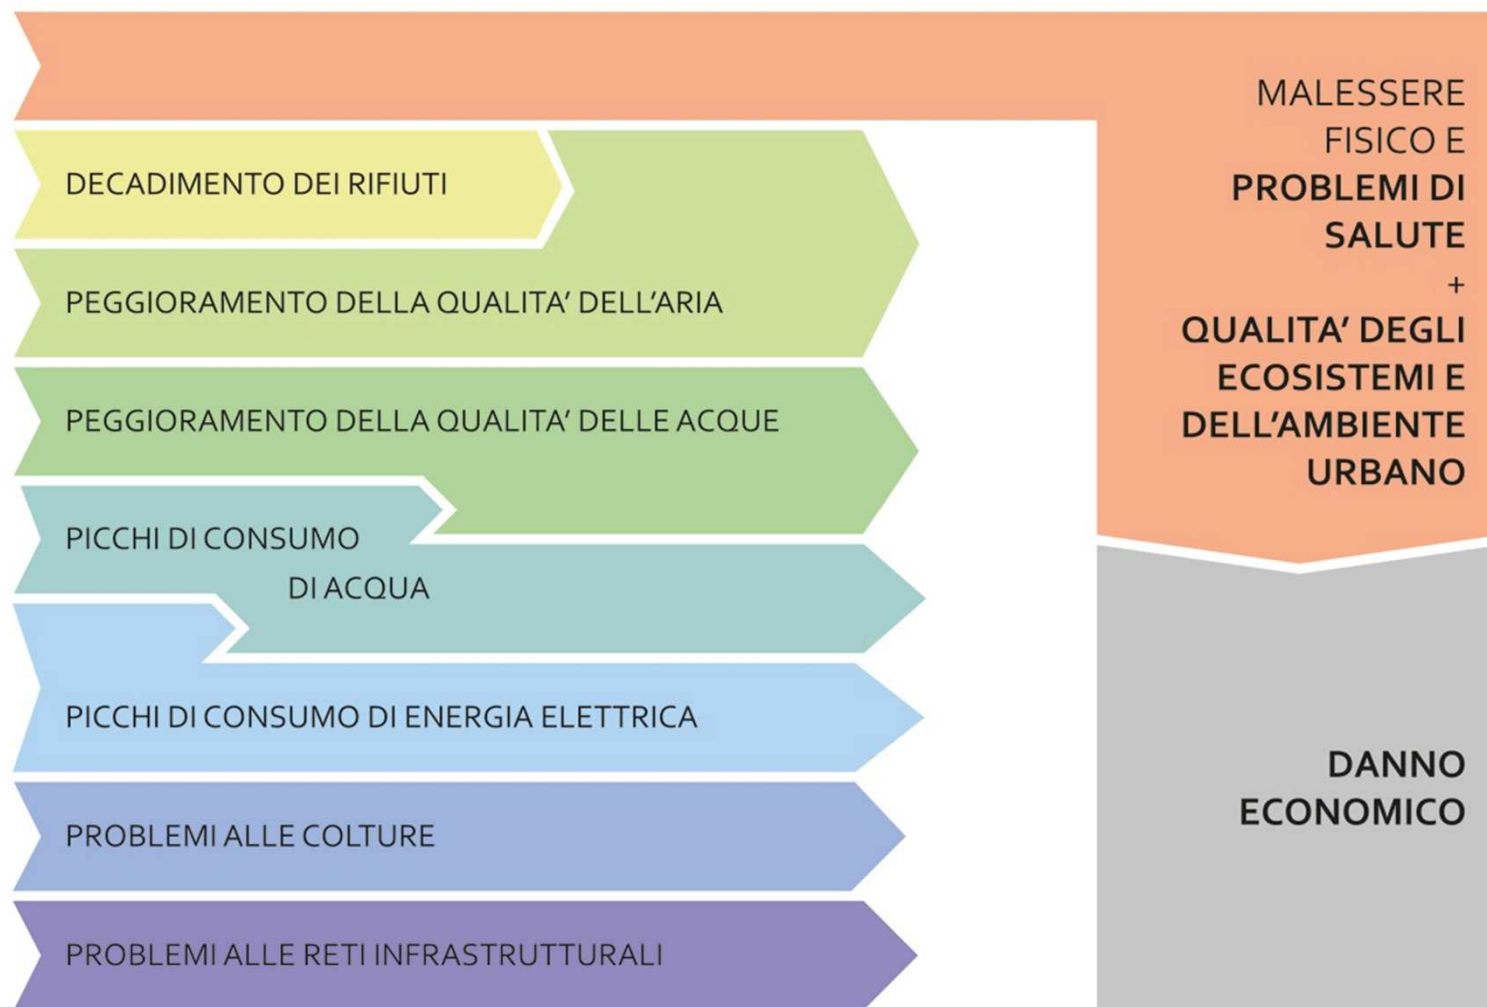 DECADIMENTO DEI RIFIUTI
PEGGIORAMENTO DELLA QUALITA’ DELL’ARIA
PEGGIORAMENTO DELLA QUALITA’ DELLE ACQUE
PICCHI DI CONSUMO
DI ACQUA
PICCHI DI CONSUMO DI ENERGIA ELETTRICA
PROBLEMI ALLE COLTURE
PROBLEMI ALLE RETI INFRASTRUTTURALI
MALESSERE
FISICO E
PROBLEMI DI
SALUTE
+
QUALITA’ DEGLI
ECOSISTEMI E
DELL’AMBIENTE
URBANO
DANNO
ECONOMICO